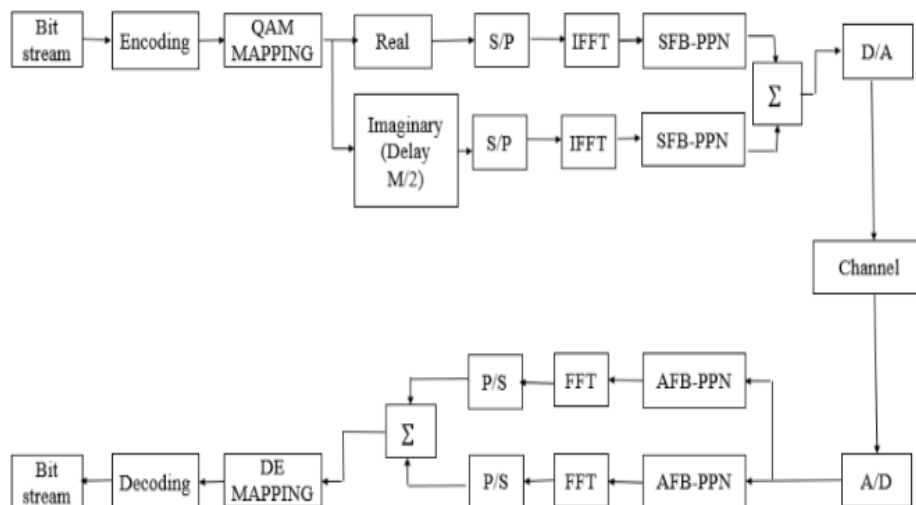 Bit
stream
Encoding
QAM
MAPPING
Real
S/P
IFFT
SFB-PPN
Σ
D/A
Imaginary
(Delay
M/2)
S/P
IFFT
SFB-PPN
Channel
P/S
FFT
AFB-PPN
Σ
Bit
stream
Decoding
DE
MAPPING
P/S
FFT
AFB-PPN
A/D